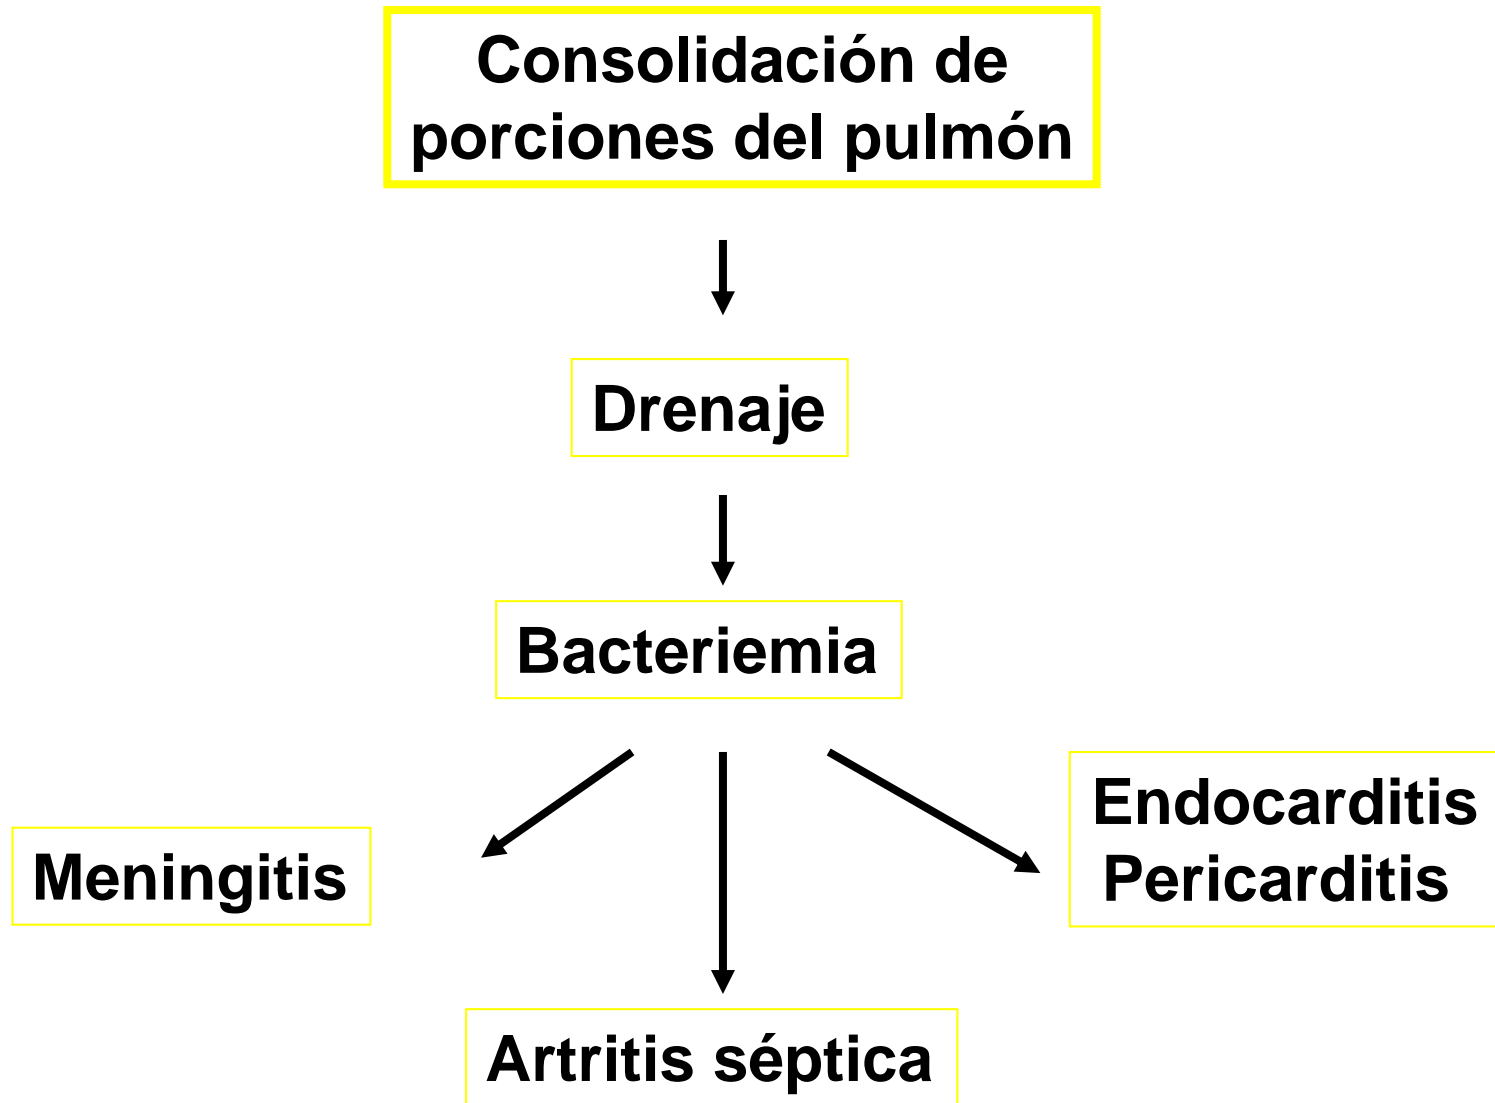 Consolidación de
porciones del pulmón
Drenaje
Bacteriemia
Meningitis
Endocarditis
Pericarditis
Artritis séptica